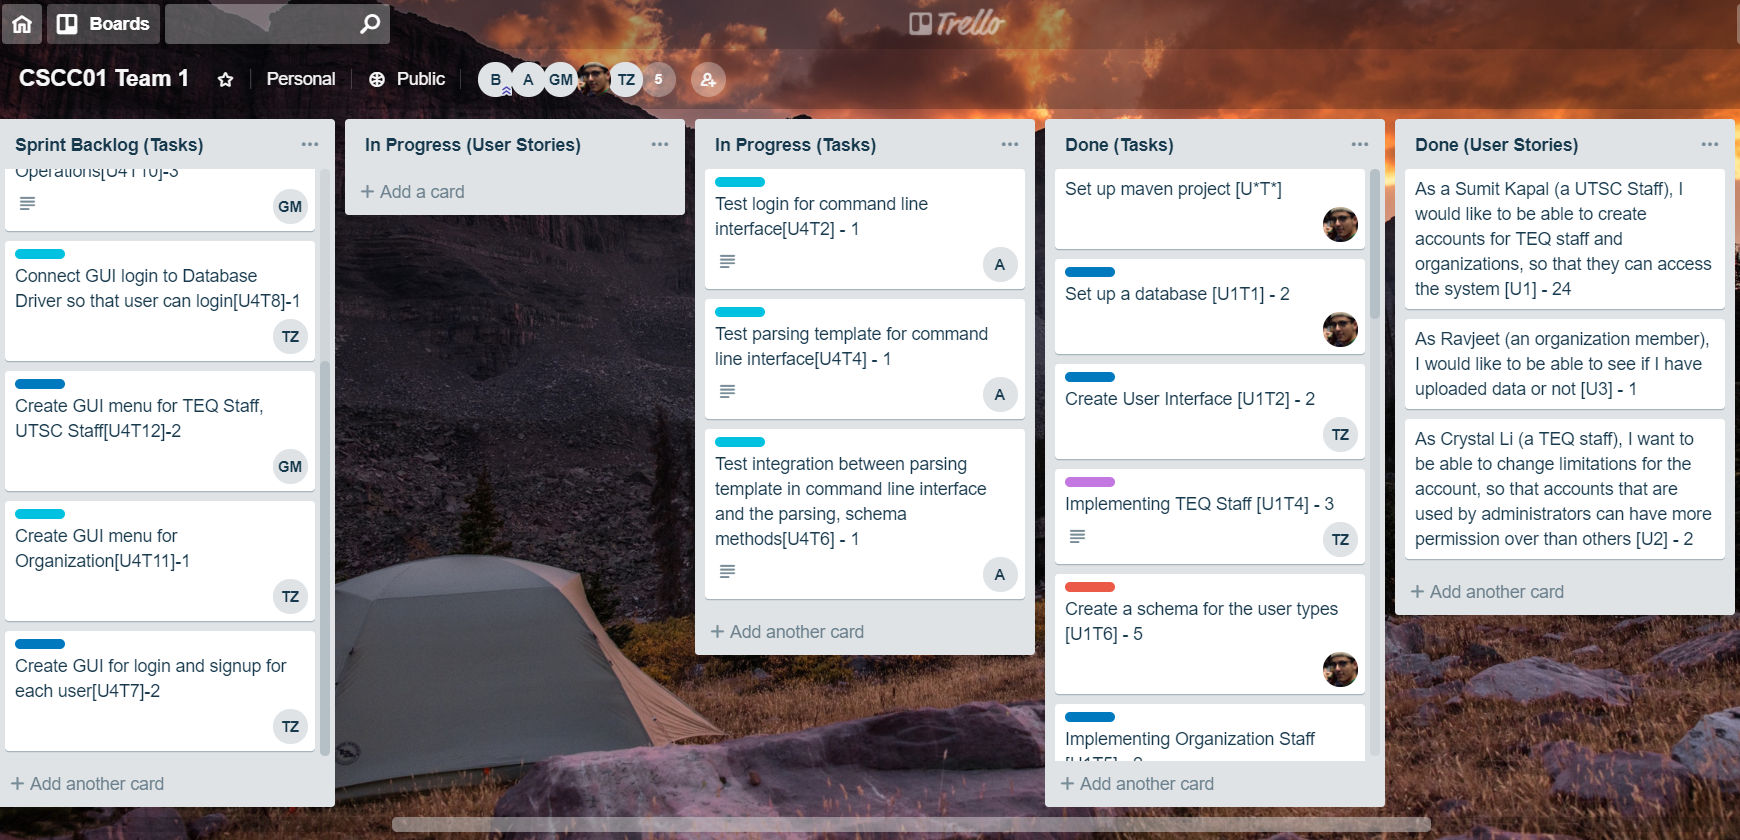 Boards
Trello
CSCC01 Team 1
Personal
Public
B
A
GM
TZ
5
Sprint Backlog (Tasks)
Operations[U4T10]-3
GM
Connect GUI login to Database
Driver so that user can login[U4T8]-1
TZ
Create GUI menu for TEQ Staff,
UTSC Staff[U4T12]-2
GM
Create GUI menu for
Organization[U4T11]-1
TZ
Create GUI for login and signup for
each user[U4T7]-2
TZ
+ Add another card
In Progress (User Stories)
+ Add a card
In Progress (Tasks)
Test login for command line
interface[U4T2] - 1
A
Test parsing template for command
line interface[U4T4] - 1
A
Test integration between parsing
template in command line interface
and the parsing, schema
methods[U4T6] - 1
A
+ Add another card
Done (Tasks)
Set up maven project [U*T*]
Set up a database [U1T1] - 2
Create User Interface [U1T2] - 2
TZ
Implementing TEQ Staff [U1T4] - 3
TZ
Create a schema for the user types
[U1T6] - 5
Implementing Organization Staff
+ Add another card
Done (User Stories)
As a Sumit Kapal (a UTSC Staff), I
would like to be able to create
accounts for TEQ staff and
organizations, so that they can access
the system [U1] - 24
As Ravjeet (an organization member),
I would like to be able to see if I have
uploaded data or not [U3] - 1
As Crystal Li (a TEQ staff), I want to
be able to change limitations for the
account, so that accounts that are
used by administrators can have more
permission over than others [U2] - 2
+ Add another card